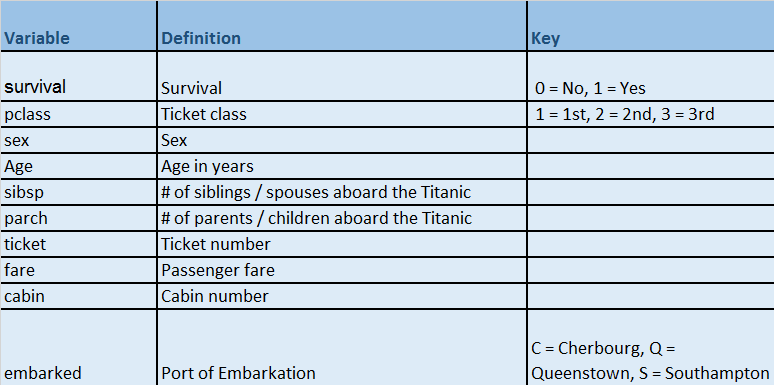 Variable Definition Key
survival Survival 0 = No, 1 = Yes
pclass Ticket class 1 = 1st, 2 = 2nd, 3 = 3rd
sex Sex
Age Age in years
sibsp # of siblings / spouses aboard the Titanic
parch # of parents / children aboard the Titanic
ticket Ticket number
fare Passenger fare
cabin Cabin number
embarked Port of Embarkation C = Cherbourg, Q =
Queenstown, S = Southampton